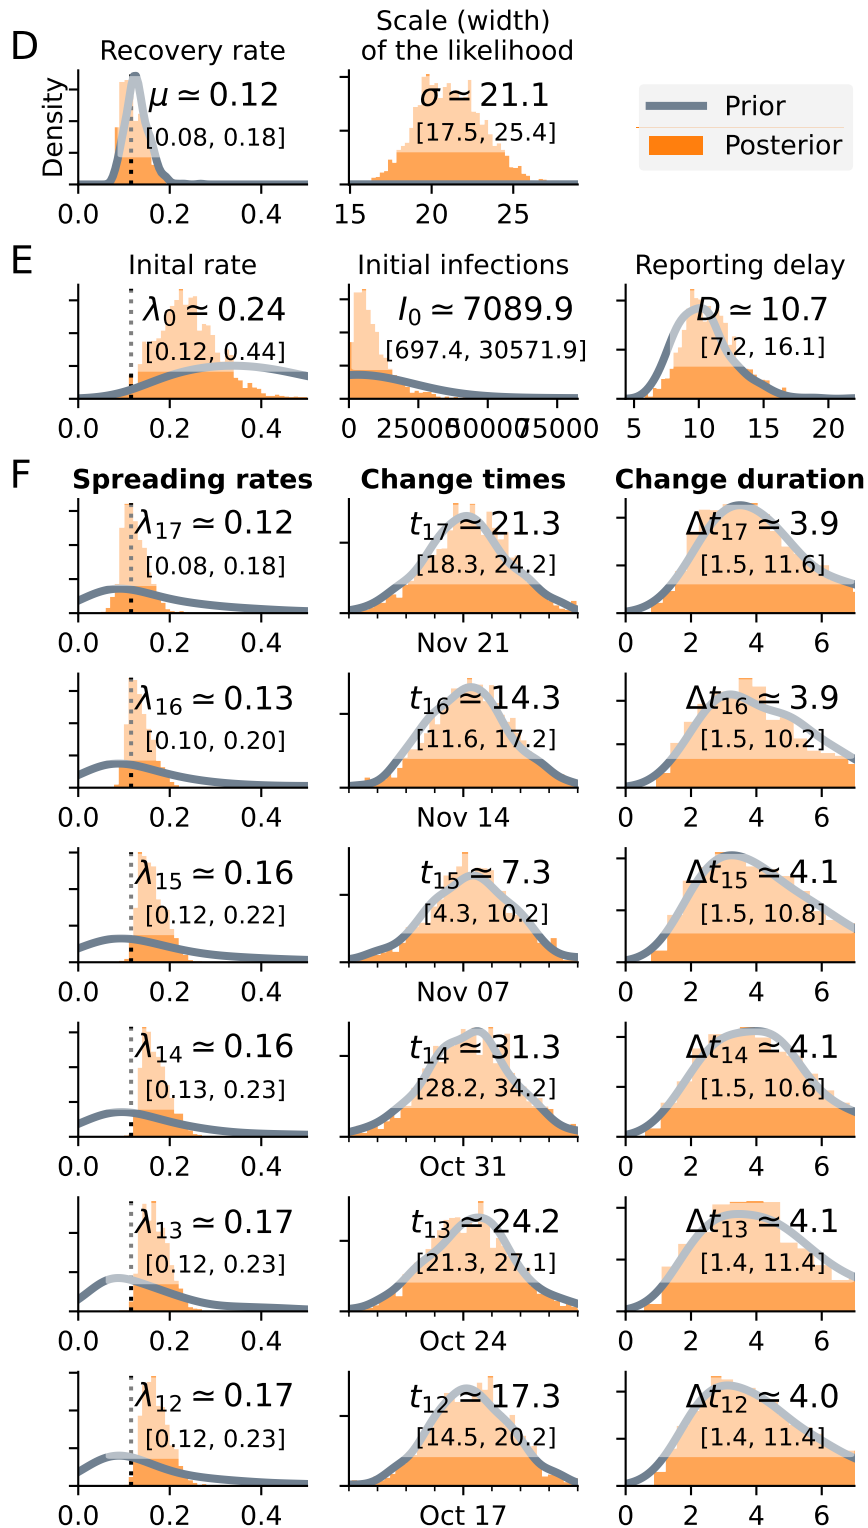 D
Recovery rate
Scale (width)
of the likelihood
Density
μ ≃ 0.12
[0.08, 0.18]
σ ≃ 21.1
[17.5, 25.4]
Prior
Posterior
0.0 0.2 0.4
15 20 25
E
Inital rate
Initial infections
Reporting delay
λ₀ ≃ 0.24
[0.12, 0.44]
I₀ ≃ 7089.9
[697.4, 30571.9]
D ≃ 10.7
[7.2, 16.1]
0.0 0.2 0.4
0 25000 50000 75000
5 10 15 20
F
Spreading rates
Change times
Change duration
λ₁₇ ≃ 0.12
[0.08, 0.18]
t₁₇ ≃ 21.3
[18.3, 24.2]
Δt₁₇ ≃ 3.9
[1.5, 11.6]
0.0 0.2 0.4
Nov 21
0 2 4 6
λ₁₆ ≃ 0.13
[0.10, 0.20]
t₁₆ ≃ 14.3
[11.6, 17.2]
Δt₁₆ ≃ 3.9
[1.5, 10.2]
0.0 0.2 0.4
Nov 14
0 2 4 6
λ₁₅ ≃ 0.16
[0.12, 0.22]
t₁₅ ≃ 7.3
[4.3, 10.2]
Δt₁₅ ≃ 4.1
[1.5, 10.8]
0.0 0.2 0.4
Nov 07
0 2 4 6
λ₁₄ ≃ 0.16
[0.13, 0.23]
t₁₄ ≃ 31.3
[28.2, 34.2]
Δt₁₄ ≃ 4.1
[1.5, 10.6]
0.0 0.2 0.4
Oct 31
0 2 4 6
λ₁₃ ≃ 0.17
[0.12, 0.23]
t₁₃ ≃ 24.2
[21.3, 27.1]
Δt₁₃ ≃ 4.1
[1.4, 11.4]
0.0 0.2 0.4
Oct 24
0 2 4 6
λ₁₂ ≃ 0.17
[0.12, 0.23]
t₁₂ ≃ 17.3
[14.5, 20.2]
Δt₁₂ ≃ 4.0
[1.4, 11.4]
0.0 0.2 0.4
Oct 17
0 2 4 6